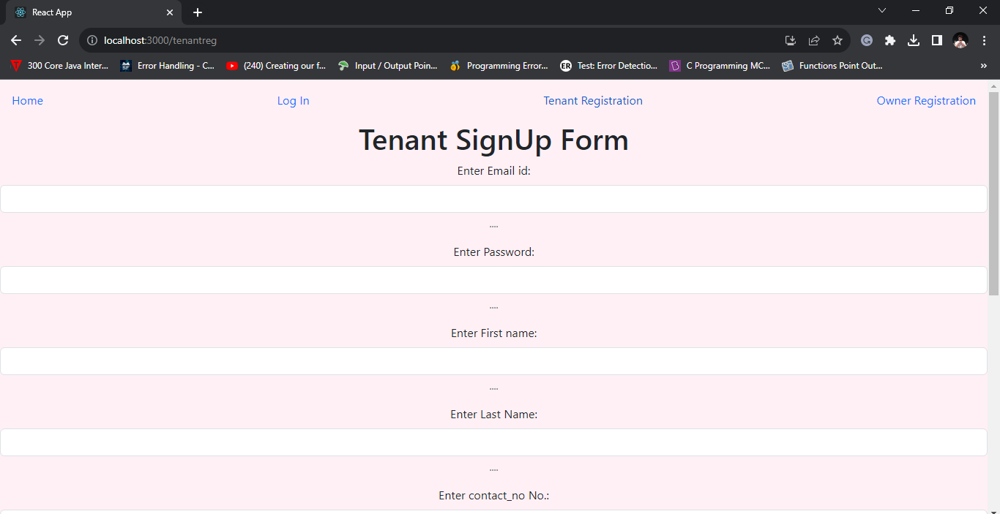 React App
localhost:3000/tenantreg
300 Core Java Inter... Error Handling - C... (240) Creating our f... Input / Output Poin... Programming Error... ER Test: Error Detectio... C Programming MC... Functions Point Out... »
Home Log In Tenant Registration Owner Registration
Tenant SignUp Form
Enter Email id:
....
Enter Password:
....
Enter First name:
....
Enter Last Name:
....
Enter contact_no No.: